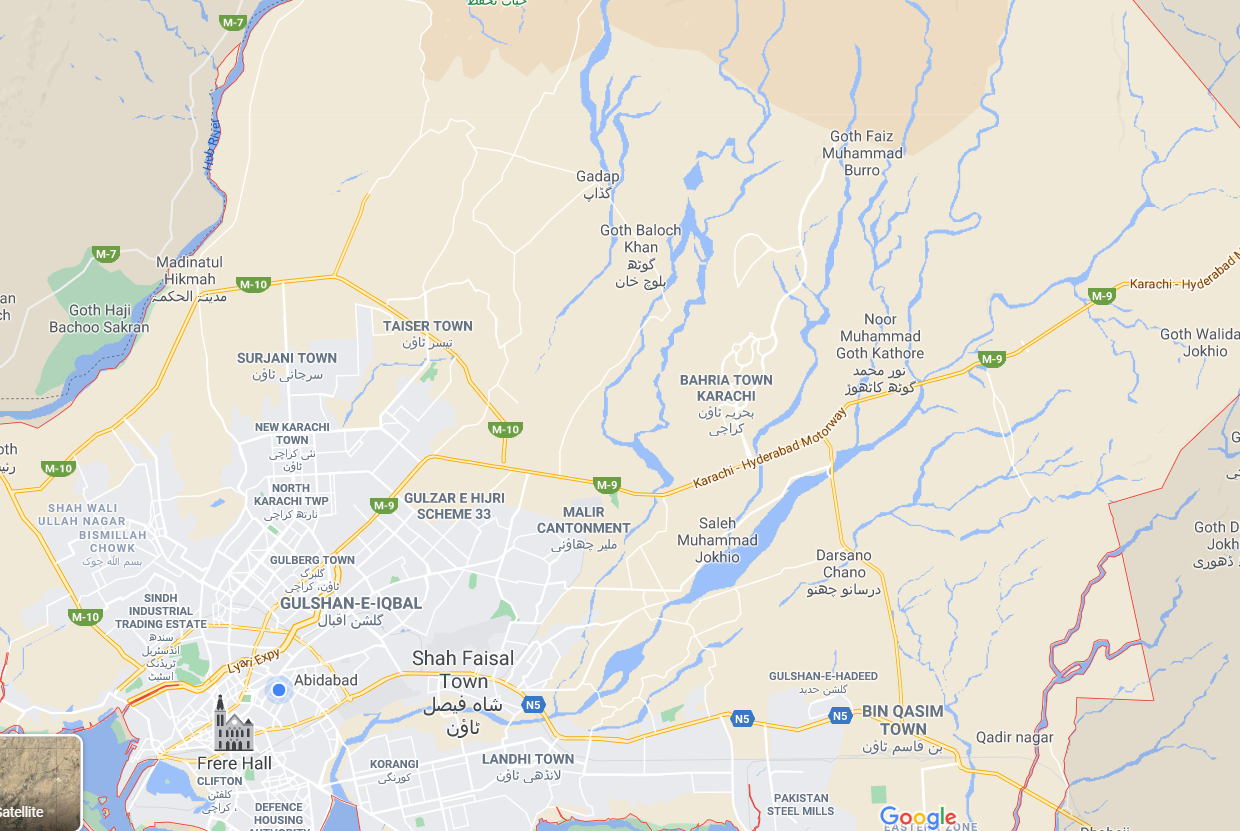 حیات تحفظ
M-7
Hub River
Goth Faiz
Muhammad
Burro
Gadap
گڈاپ
Goth Baloch
Khan
گوٹھ
بلوچ خان
M-7
Madinatul
Hikmah
مدینۃ الحکمۃ
M-10
Karachi - Hyderabad M
M-9
an
ch
Goth Haji
Bachoo Sakran
TAISER TOWN
تیسر ٹاؤن
Noor
Muhammad
Goth Kathore
نور محمد
گوٹھ کاٹھوڑ
Goth Walida
Jokhio
SURJANI TOWN
سرجانی ٹاؤن
M-9
BAHRIA TOWN
KARACHI
بحریہ ٹاؤن
کراچی
NEW KARACHI
TOWN
نئی کراچی
ٹاؤن
M-10
Karachi - Hyderabad Motorway
oth
M-10
M-9
NORTH
KARACHI TWP
نارتھ کراچی
M-9
GULZAR E HIJRI
SCHEME 33
SHAH WALI
ULLAH NAGAR
BISMILLAH
CHOWK
بسم اللہ چوک
MALIR
CANTONMENT
ملیر چھاؤنی
Saleh
Muhammad
Jokhio
Goth D
Jokh
ڈھوری
Darsano
Chano
درسانو چھنو
GULBERG TOWN
گلبرگ
ٹاؤن، کراچی
SINDH
INDUSTRIAL
TRADING ESTATE
سندھ
انڈسٹریل
ٹریڈنگ
اسٹیٹ
GULSHAN-E-IQBAL
گلشن اقبال
M-10
Lyari Expy
Abidabad
Shah Faisal
Town
شاہ فیصل
ٹاؤن
GULSHAN-E-HADEED
گلشن حدید
N5
N5
N5
BIN QASIM
TOWN
بن قاسم ٹاؤن
Qadir nagar
Frere Hall
KORANGI
کورنگی
LANDHI TOWN
لانڈھی ٹاؤن
CLIFTON
کلفٹن
، کراچی
DEFENCE
HOUSING
AUTHORITY
PAKISTAN
STEEL MILLS
Satellite
Google
EASTERN ZONE
Dhabeji